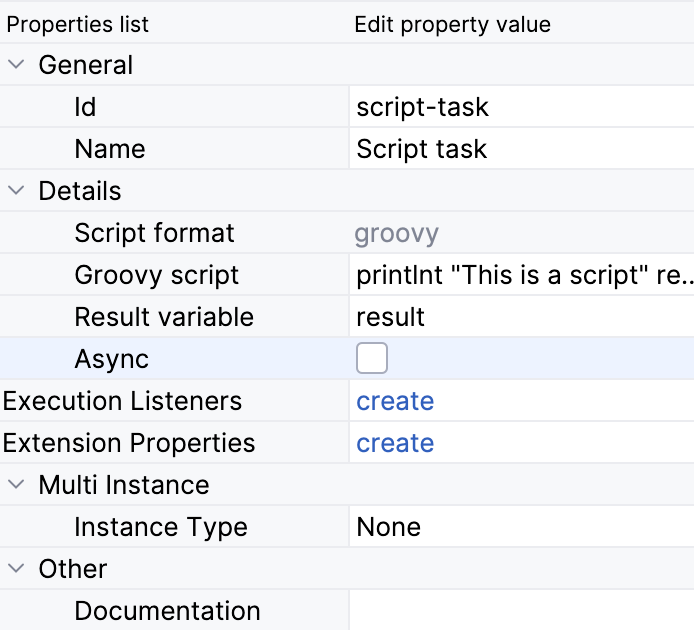 Properties list Edit property value
General
Id script-task
Name Script task
Details
Script format groovy
Groovy script printlnt "This is a script" re..
Result variable result
Async
Execution Listeners create
Extension Properties create
Multi Instance
Instance Type None
Other
Documentation